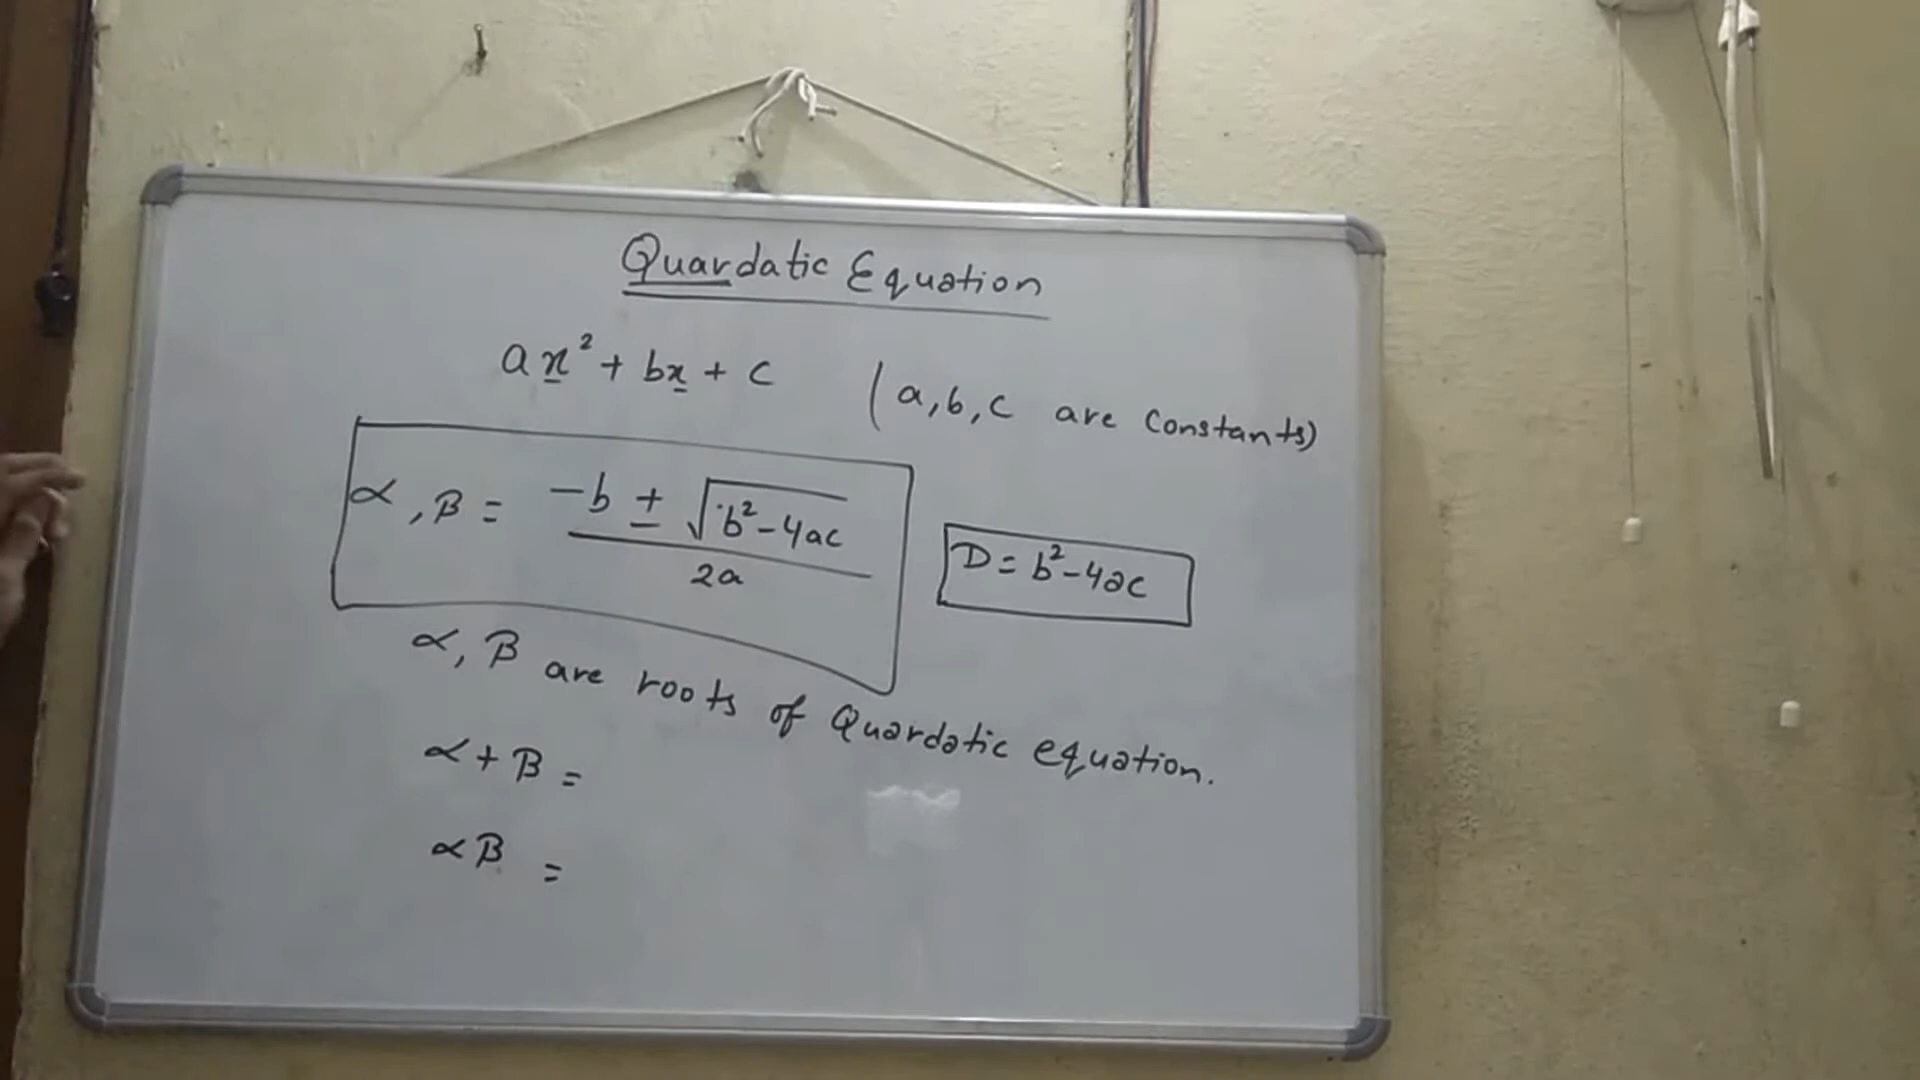 Quardatic Equation
ax² + bx + c (a, b, c are constants)
α, β = (-b ± √(b²-4ac)) / 2a
D = b²-4ac
α, β are roots of Quardatic equation.
α + β =
αβ =